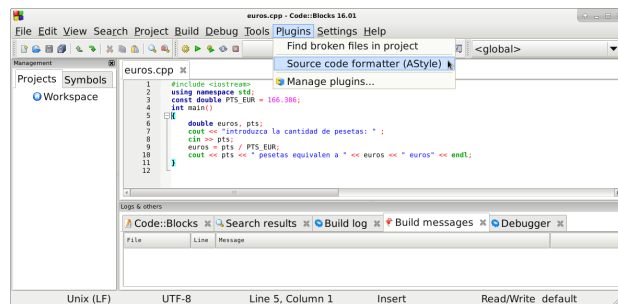 euros.cpp - Code::Blocks 16.01
File Edit View Search Project Build Debug Tools Plugins Settings Help
Find broken files in project
Source code formatter (AStyle)
Manage plugins...
<global>
Management
Projects Symbols
Workspace
euros.cpp
1 #include <iostream>
2 using namespace std;
3 const double PTS_EUR = 166.386;
4 int main()
5 {
6 double euros, pts;
7 cout << "introduzca la cantidad de pesetas: " ;
8 cin >> pts;
9 euros = pts / PTS_EUR;
10 cout << pts << " pesetas equivalen a " << euros << " euros" << endl;
11 }
12
Logs & others
Code::Blocks Search results Build log Build messages Debugger
File Line Message
Unix (LF) UTF-8 Line 5, Column 1 Insert Read/Write default